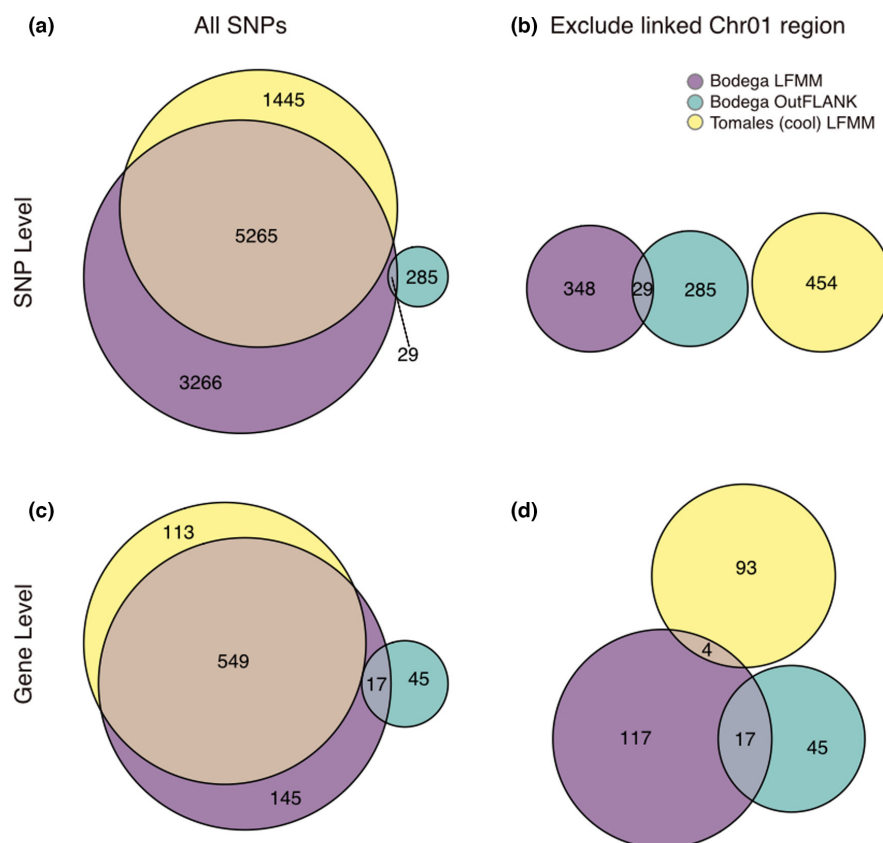 (a) All SNPs
(b) Exclude linked Chr01 region
Bodega LFMM
Bodega OutFLANK
Tomales (cool) LFMM
SNP Level
1445
5265
285
29
3266
348
29
285
454
(c)
(d)
Gene Level
113
549
17
45
145
93
4
117
17
45